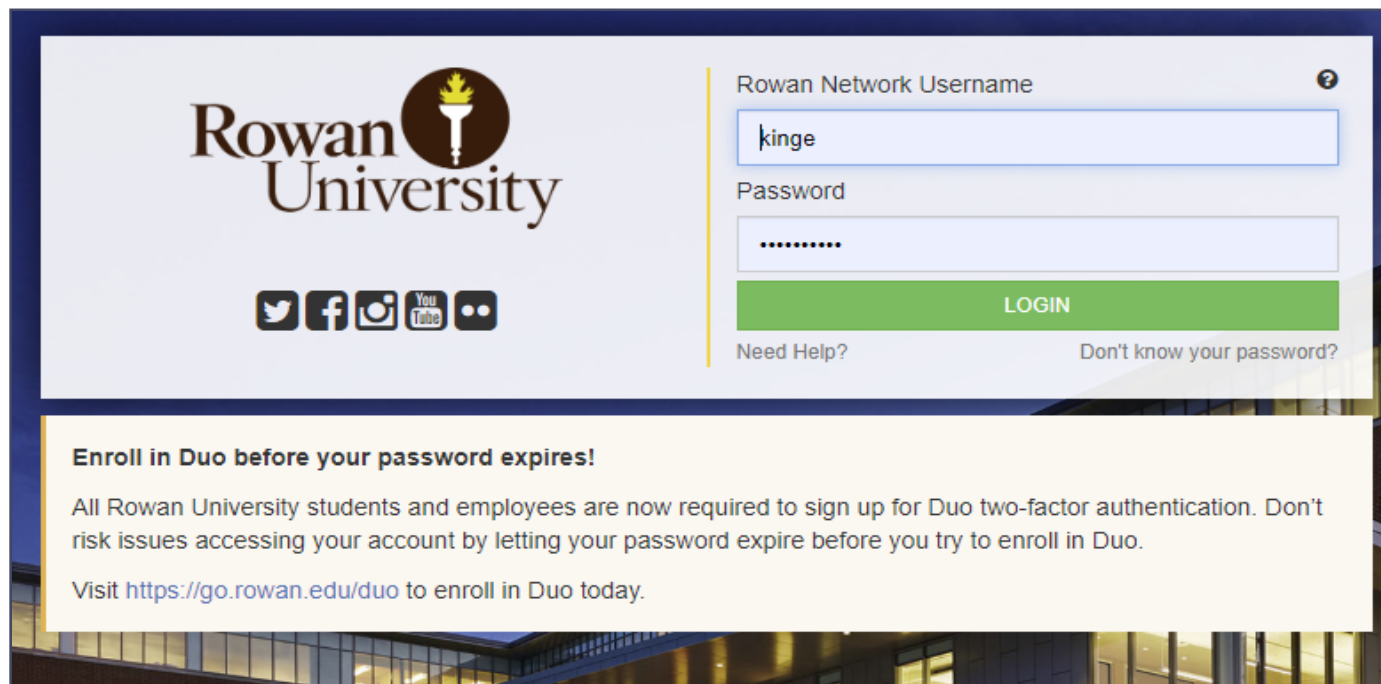 Rowan
University
You
Tube
Rowan Network Username
kinge
Password
••••••••••
LOGIN
Need Help? Don't know your password?
Enroll in Duo before your password expires!
All Rowan University students and employees are now required to sign up for Duo two-factor authentication. Don’t
risk issues accessing your account by letting your password expire before you try to enroll in Duo.
Visit https://go.rowan.edu/duo to enroll in Duo today.